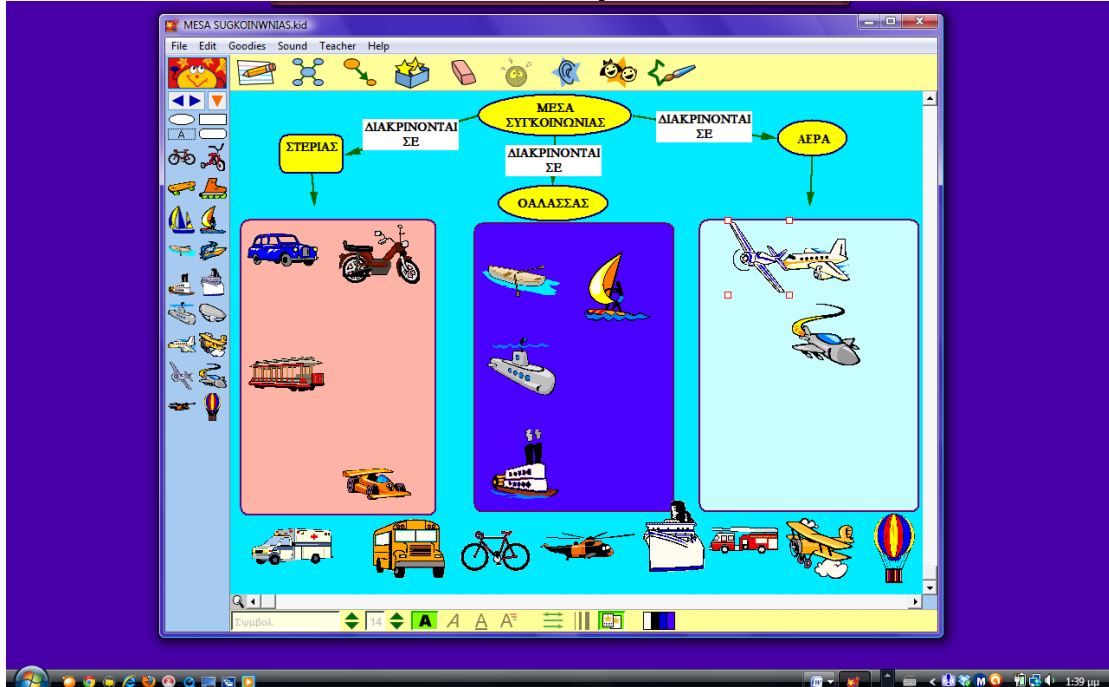 MESA SUGKOINWNIAS.kid
File Edit Goodies Sound Teacher Help
ΜΕΣΑ
ΣΥΓΚΟΙΝΩΝΙΑΣ
ΔΙΑΚΡΙΝΟΝΤΑΙ
ΣΕ
ΔΙΑΚΡΙΝΟΝΤΑΙ
ΣΕ
ΔΙΑΚΡΙΝΟΝΤΑΙ
ΣΕ
ΣΤΕΡΙΑΣ
ΑΕΡΑ
ΘΑΛΑΣΣΑΣ
A
Συμβολ.
14
A A A A
1:39 μμ